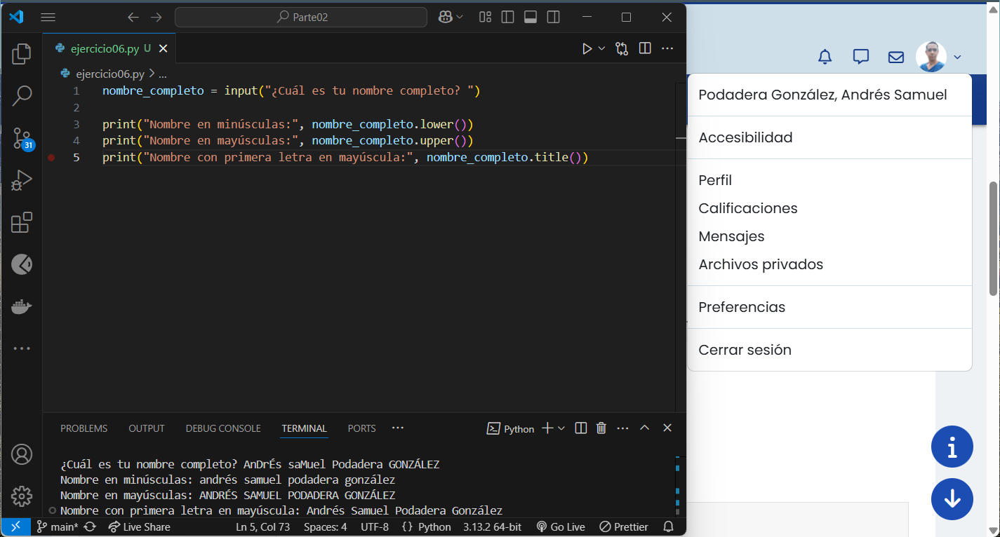 Parte02
ejercicio06.py U
ejercicio06.py > ...
1 nombre_completo = input("¿Cuál es tu nombre completo? ")
2
3 print("Nombre en minúsculas:", nombre_completo.lower())
4 print("Nombre en mayúsculas:", nombre_completo.upper())
5 print("Nombre con primera letra en mayúscula:", nombre_completo.title())
31
PROBLEMS OUTPUT DEBUG CONSOLE TERMINAL PORTS ... Python
¿Cuál es tu nombre completo? AnDrÉs saMuel Podadera GONZÁLEZ
Nombre en minúsculas: andrés samuel podadera gonzález
Nombre en mayúsculas: ANDRÉS SAMUEL PODADERA GONZÁLEZ
Nombre con primera letra en mayúscula: Andrés Samuel Podadera González
main* Live Share Ln 5, Col 73 Spaces: 4 UTF-8 {} Python 3.13.2 64-bit Go Live Prettier
Podadera González, Andrés Samuel
Accesibilidad
Perfil
Calificaciones
Mensajes
Archivos privados
Preferencias
Cerrar sesión